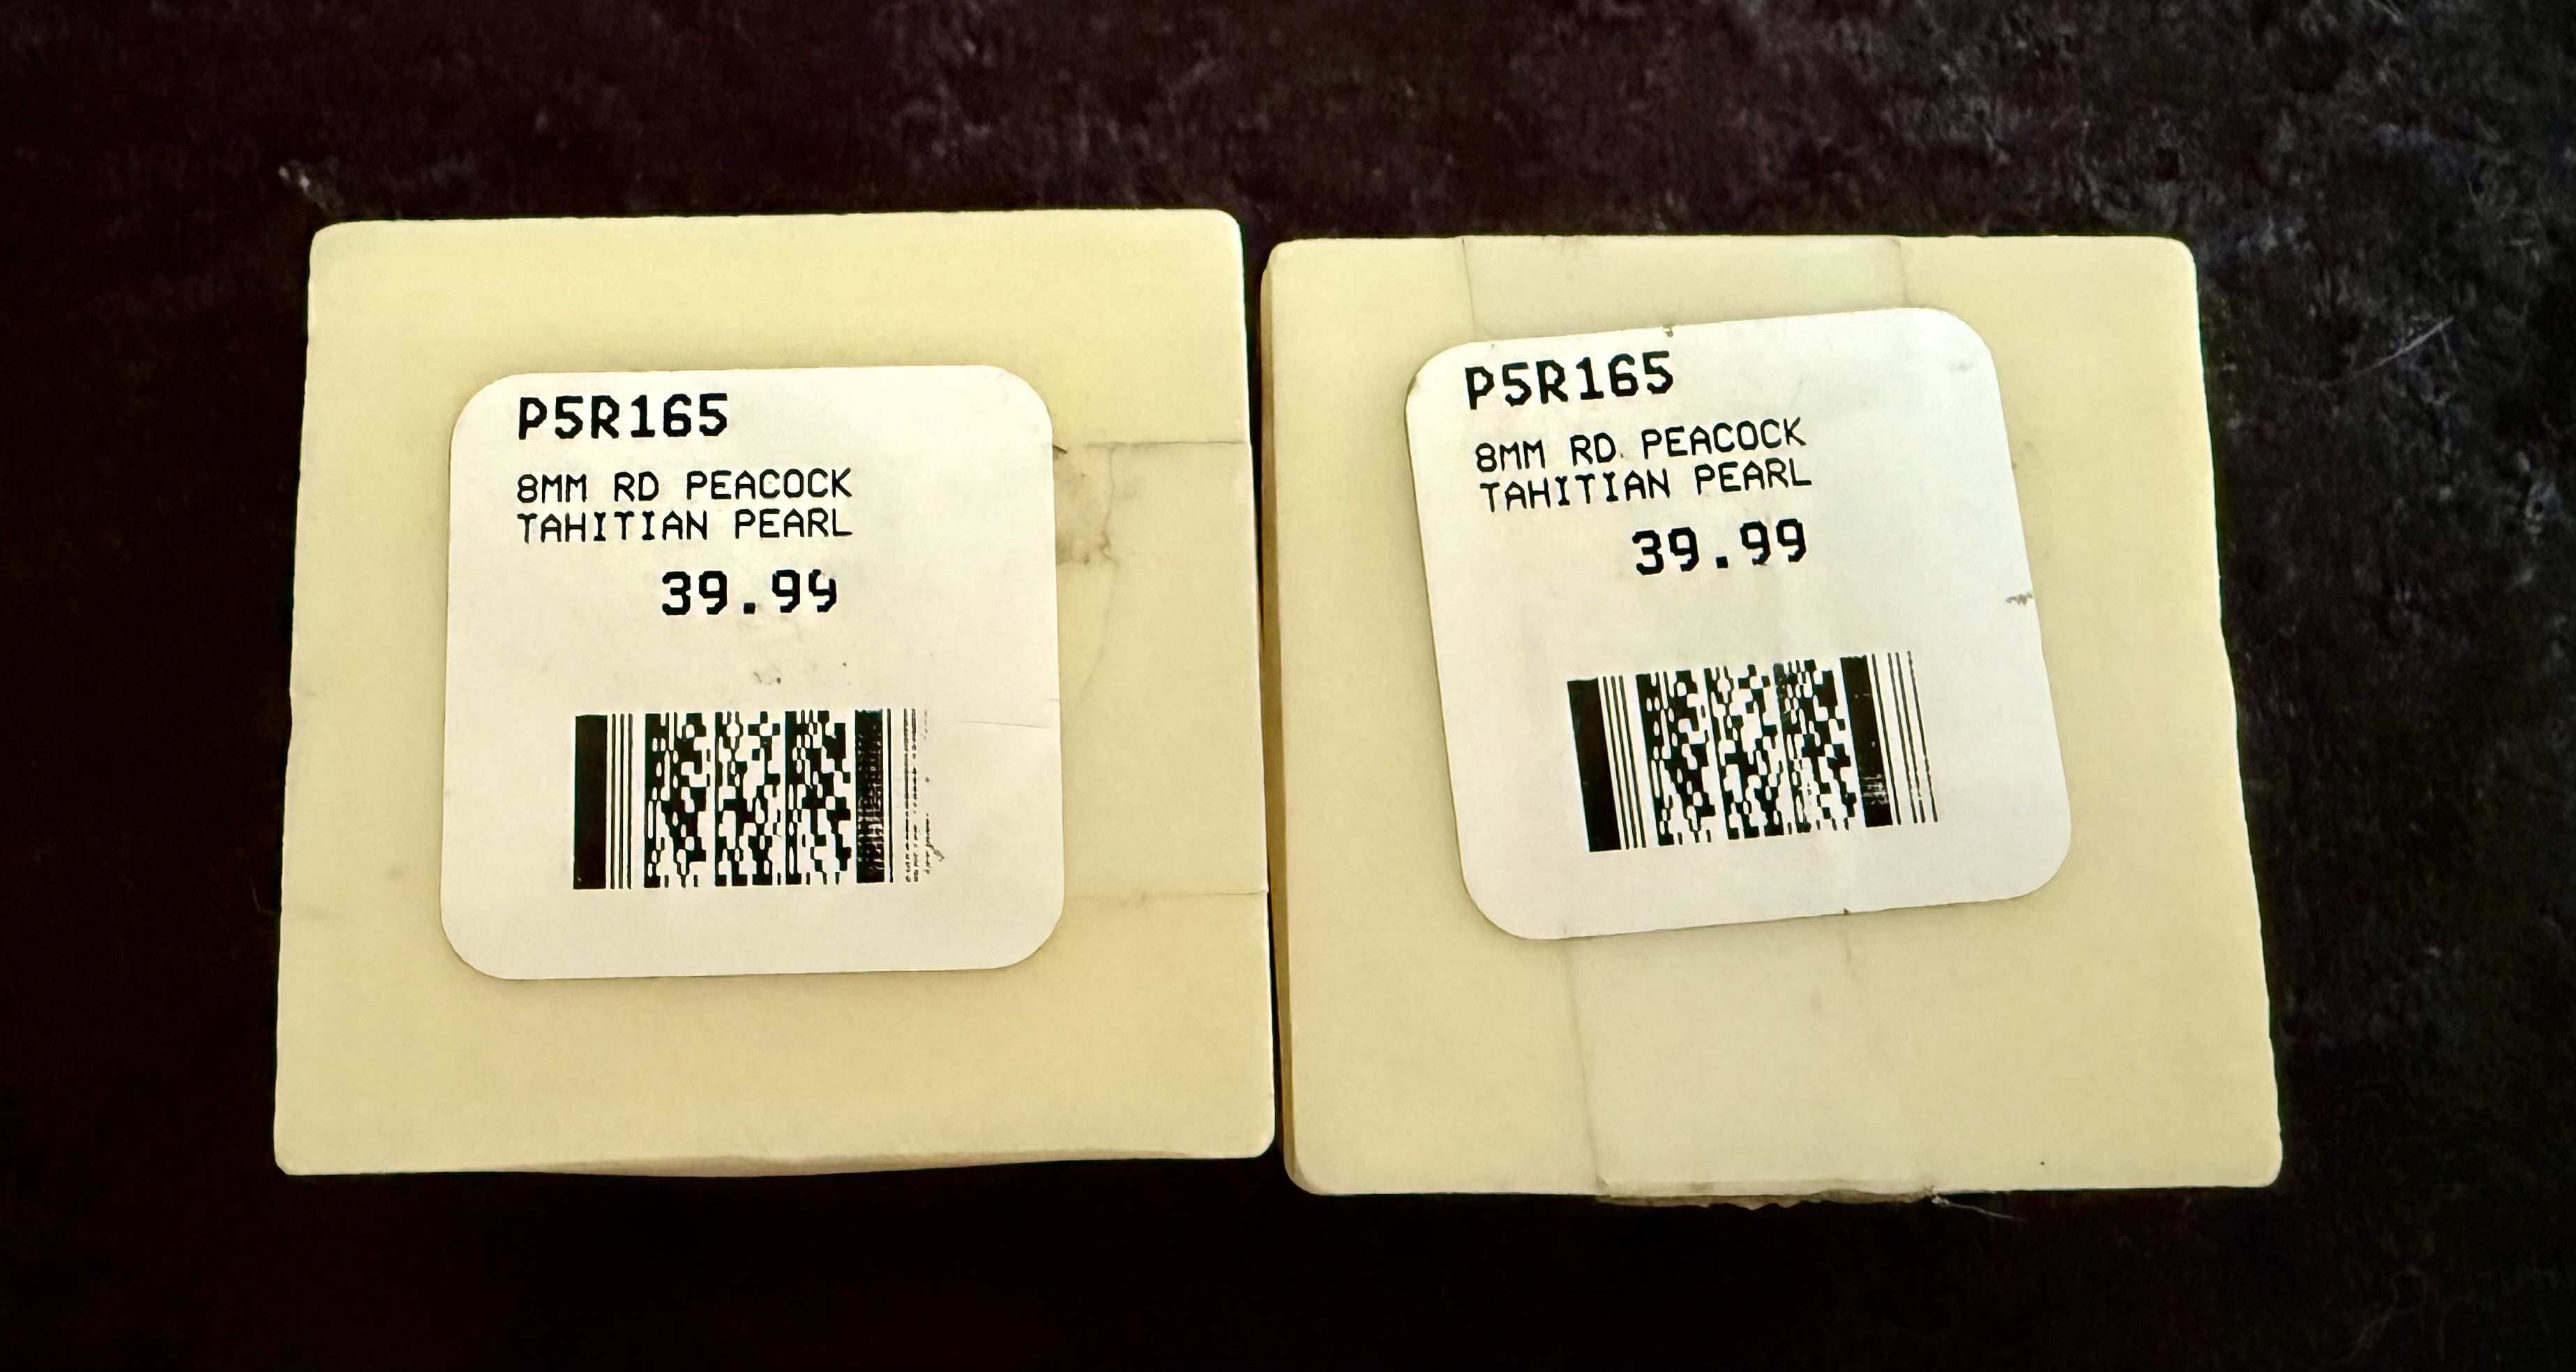 P5R165
8MM RD PEACOCK
TAHITIAN PEARL
39.99
P5R165
8MM RD PEACOCK
TAHITIAN PEARL
39.99